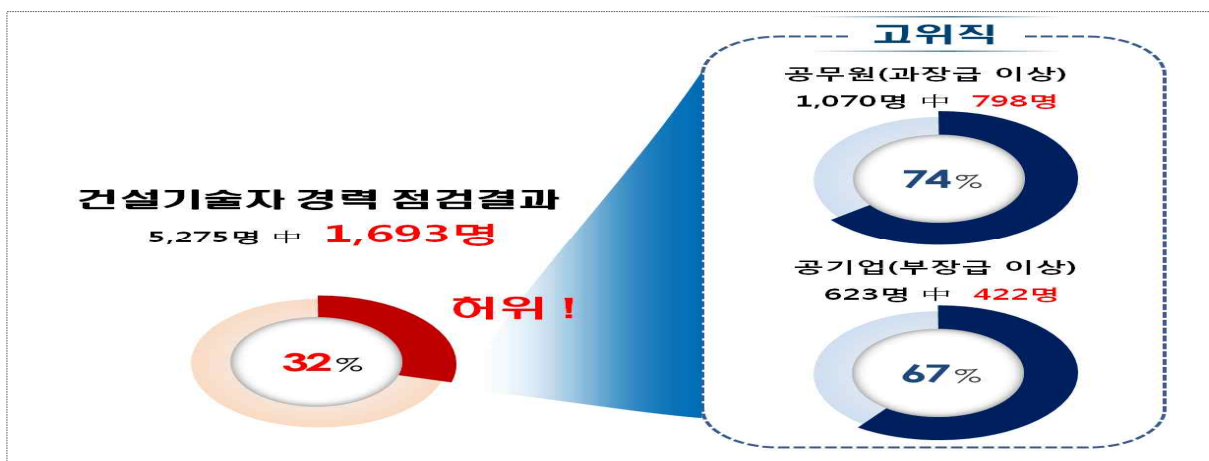 건설기술자 경력 점검결과
5,275명 中 1,693명
허위 !
32%
고위직
공무원(과장급 이상)
1,070명 中 798명
74%
공기업(부장급 이상)
623명 中 422명
67%